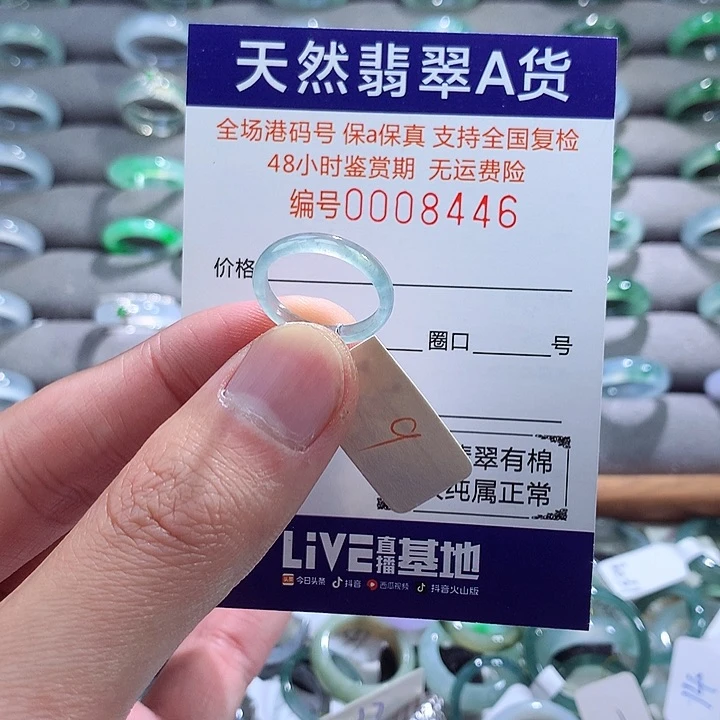 天然翡翠A货
全场港码号 保a保真 支持全国复检
48小时鉴赏期 无运费险
编号0008446
价格
圈口 号
9
翡翠有棉
纯属正常
LiVE直播基地
头条 今日头条 抖音 西瓜视频 抖音火山版
14